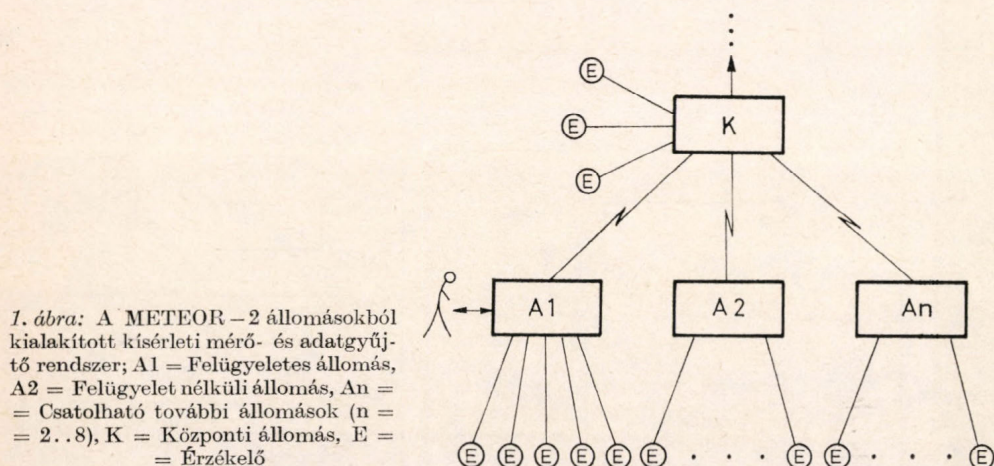 E
K
E
E
A1
A2
An
1. ábra: A METEOR–2 állomásokból
kialakított kísérleti mérő- és adatgyűj-
tő rendszer; A1 = Felügyeletes állomás,
A2 = Felügyelet nélküli állomás, An =
= Csatolható további állomások (n =
= 2..8), K = Központi állomás, E =
= Érzékelő
E E E E E E . . . E E . . . E